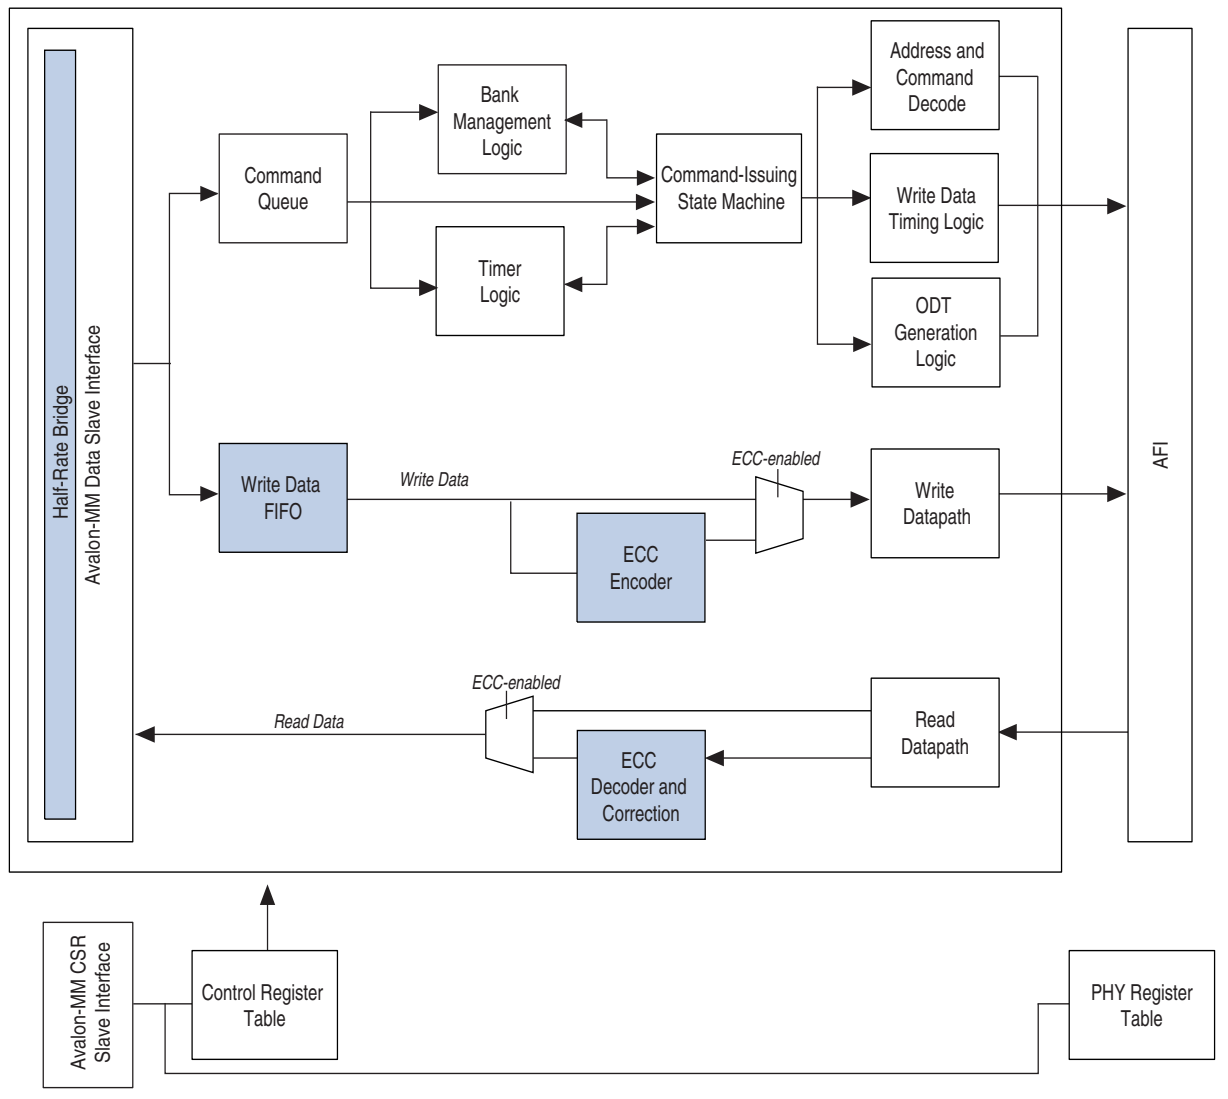 Half-Rate Bridge
Avalon-MM Data Slave Interface
Command
Queue
Bank
Management
Logic
Timer
Logic
Command-Issuing
State Machine
Address and
Command
Decode
Write Data
Timing Logic
ODT
Generation
Logic
AFI
Write Data
FIFO
Write Data
ECC
Encoder
ECC-enabled
Write
Datapath
Read Data
ECC-enabled
ECC
Decoder and
Correction
Read
Datapath
Avalon-MM CSR
Slave Interface
Control Register
Table
PHY Register
Table